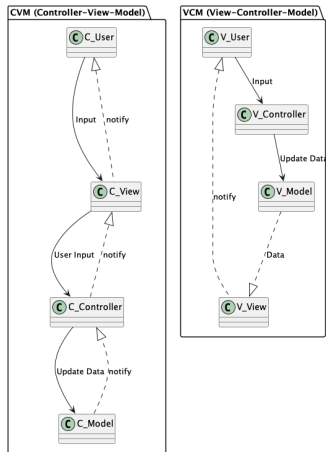 CVM (Controller-View-Model)
C C_User
Input
notify
C C_View
User Input
notify
C C_Controller
Update Data
notify
C C_Model
VCM (View-Controller-Model)
C V_User
Input
C V_Controller
Update Data
C V_Model
notify
Data
C V_View